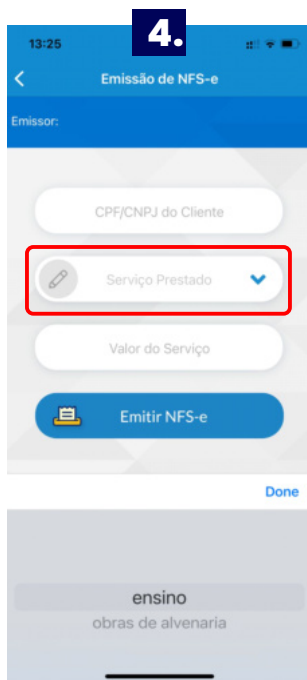 4.
13:25
Emissão de NFS-e
Emissor:
CPF/CNPJ do Cliente
Serviço Prestado
Valor do Serviço
Emitir NFS-e
Done
ensino
obras de alvenaria